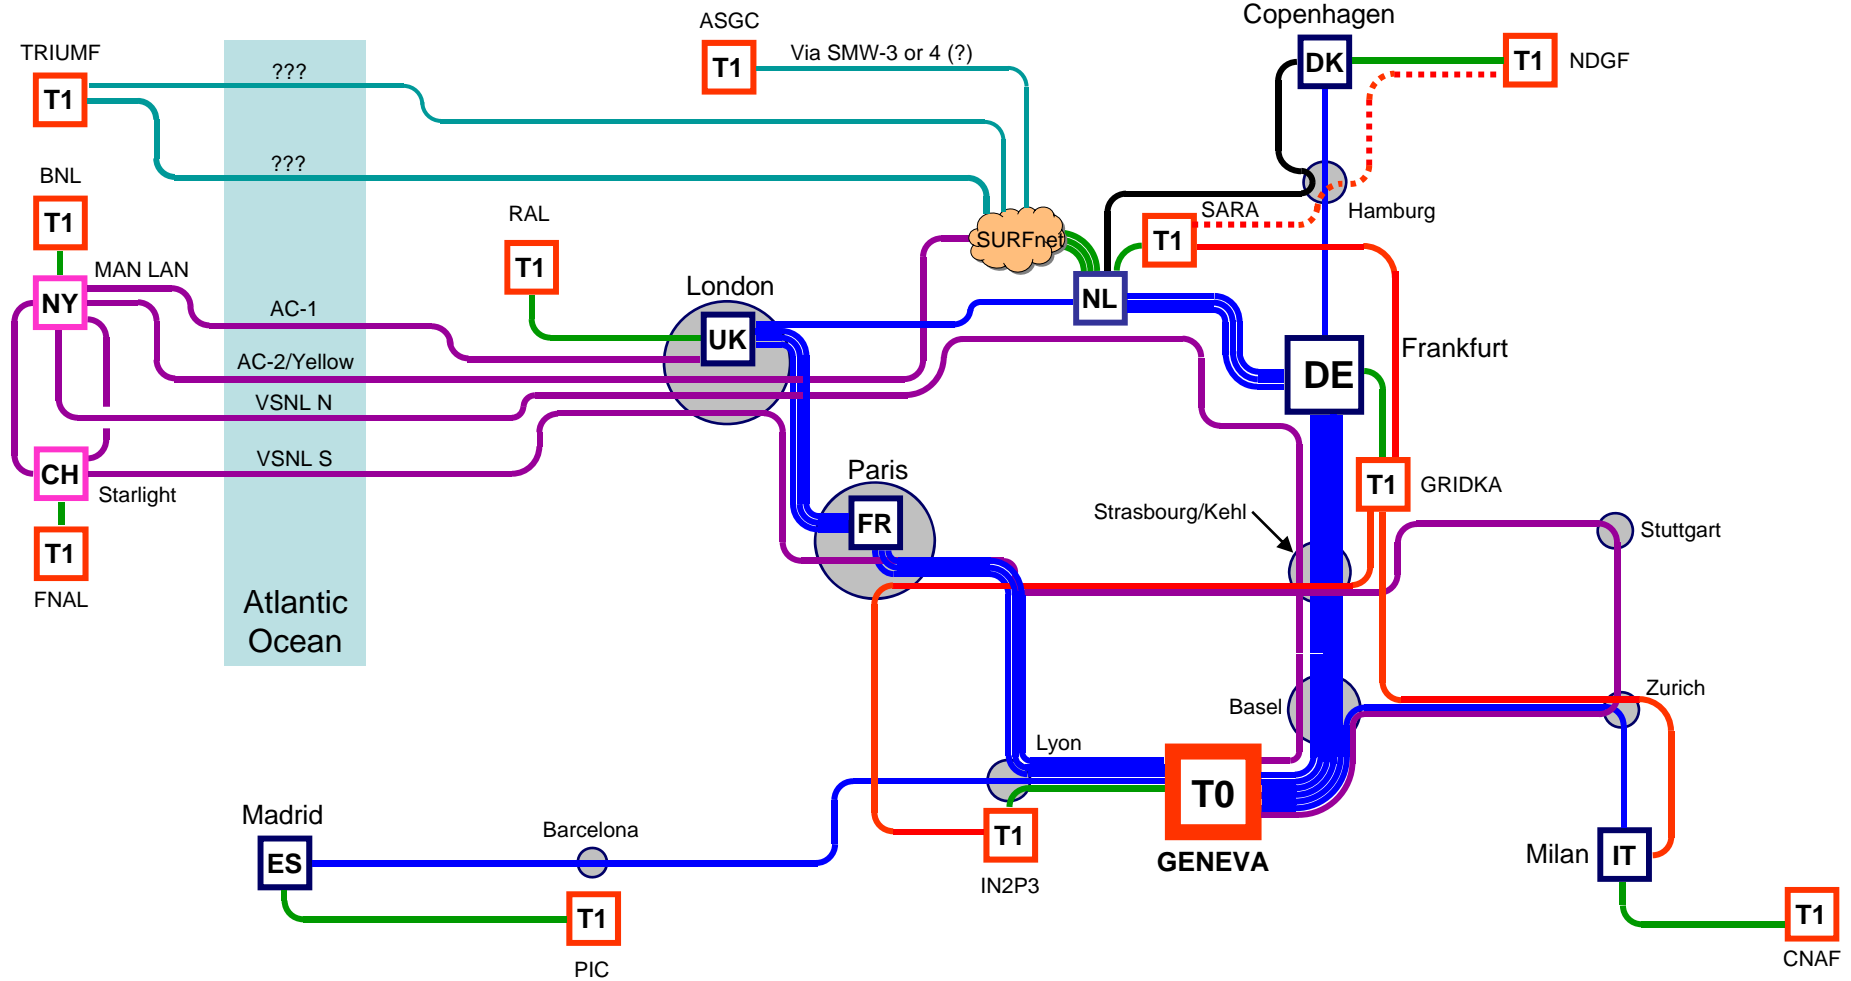 Copenhagen
ASGC
TRIUMF
T1
???
T1
Via SMW-3 or 4 (?)
DK
T1
NDGF
???
BNL
T1
RAL
T1
SARA
T1
Hamburg
SURFnet
MAN LAN
NY
AC-1
London
UK
NL
AC-2/Yellow
DE
Frankfurt
VSNL N
VSNL S
CH
Starlight
Paris
FR
T1
GRIDKA
Strasbourg/Kehl
Stuttgart
T1
FNAL
Atlantic
Ocean
Basel
Zurich
Lyon
T0
GENEVA
Madrid
ES
Barcelona
T1
IN2P3
Milan
IT
T1
PIC
T1
CNAF